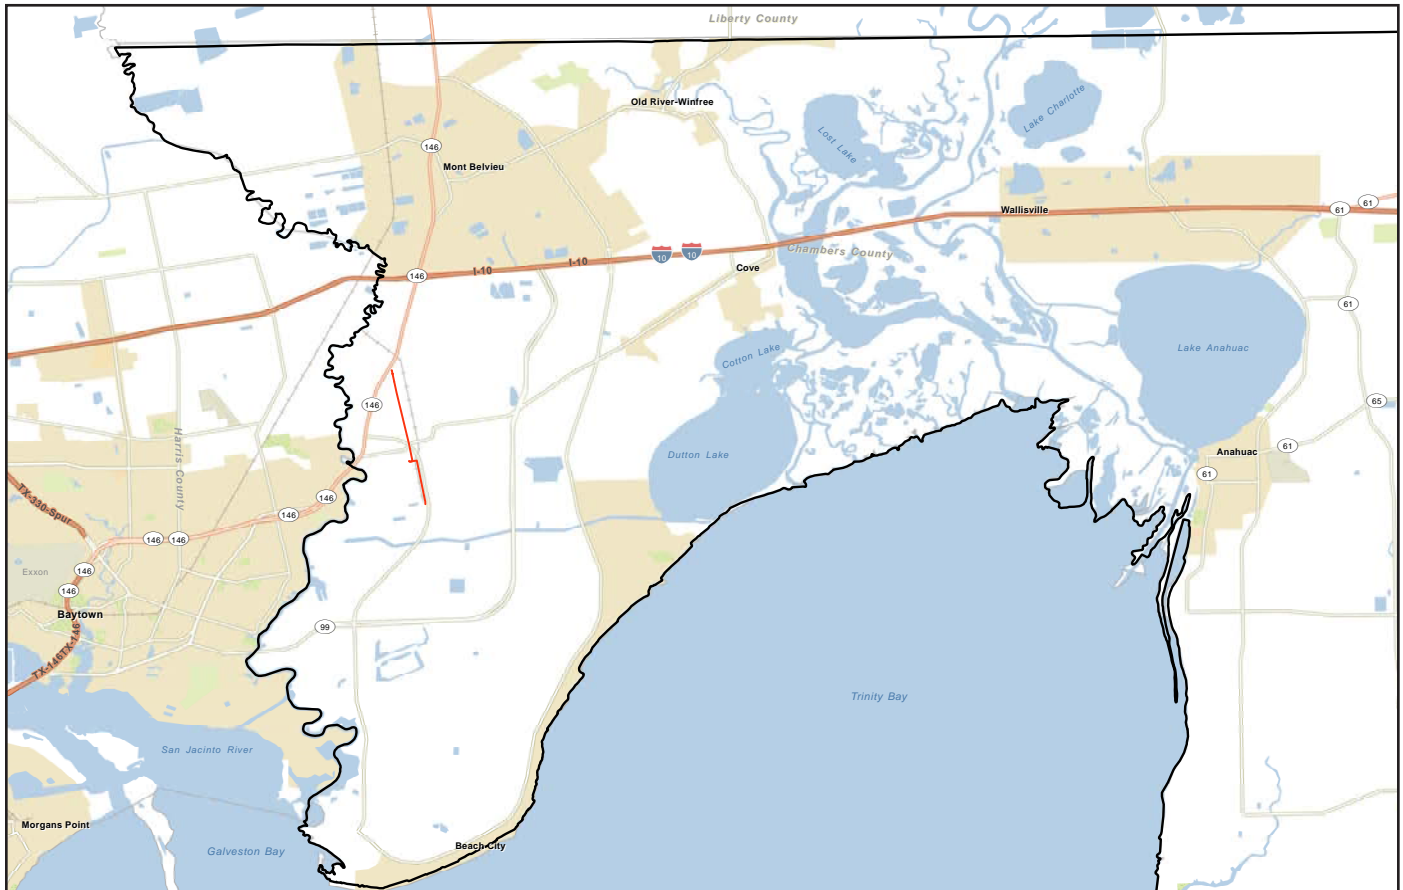 Liberty County
Old River-Winfree
Lost Lake
Lake Charlotte
146
Mont Belvieu
Wallisville
61
61
10
10
Chambers County
I-10
I-10
146
Cove
61
Lake Anahuac
Cotton Lake
146
65
Harris County
Dutton Lake
61
Anahuac
61
TX-330-Spur
146
146
146
146
Exxon
146
146
Baytown
99
TX-146TX-146
Trinity Bay
San Jacinto River
Morgans Point
Galveston Bay
Beach City